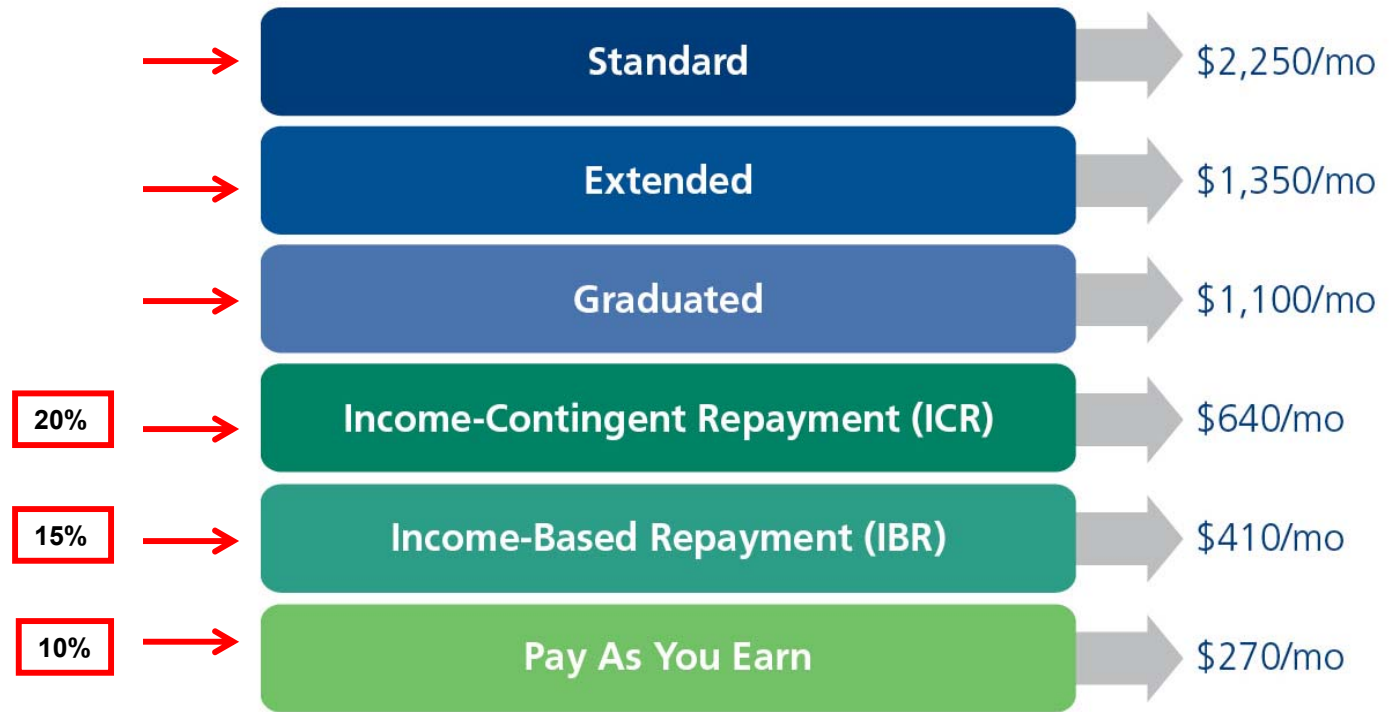 Standard
$2,250/mo
Extended
$1,350/mo
Graduated
$1,100/mo
20%
Income-Contingent Repayment (ICR)
$640/mo
15%
Income-Based Repayment (IBR)
$410/mo
10%
Pay As You Earn
$270/mo